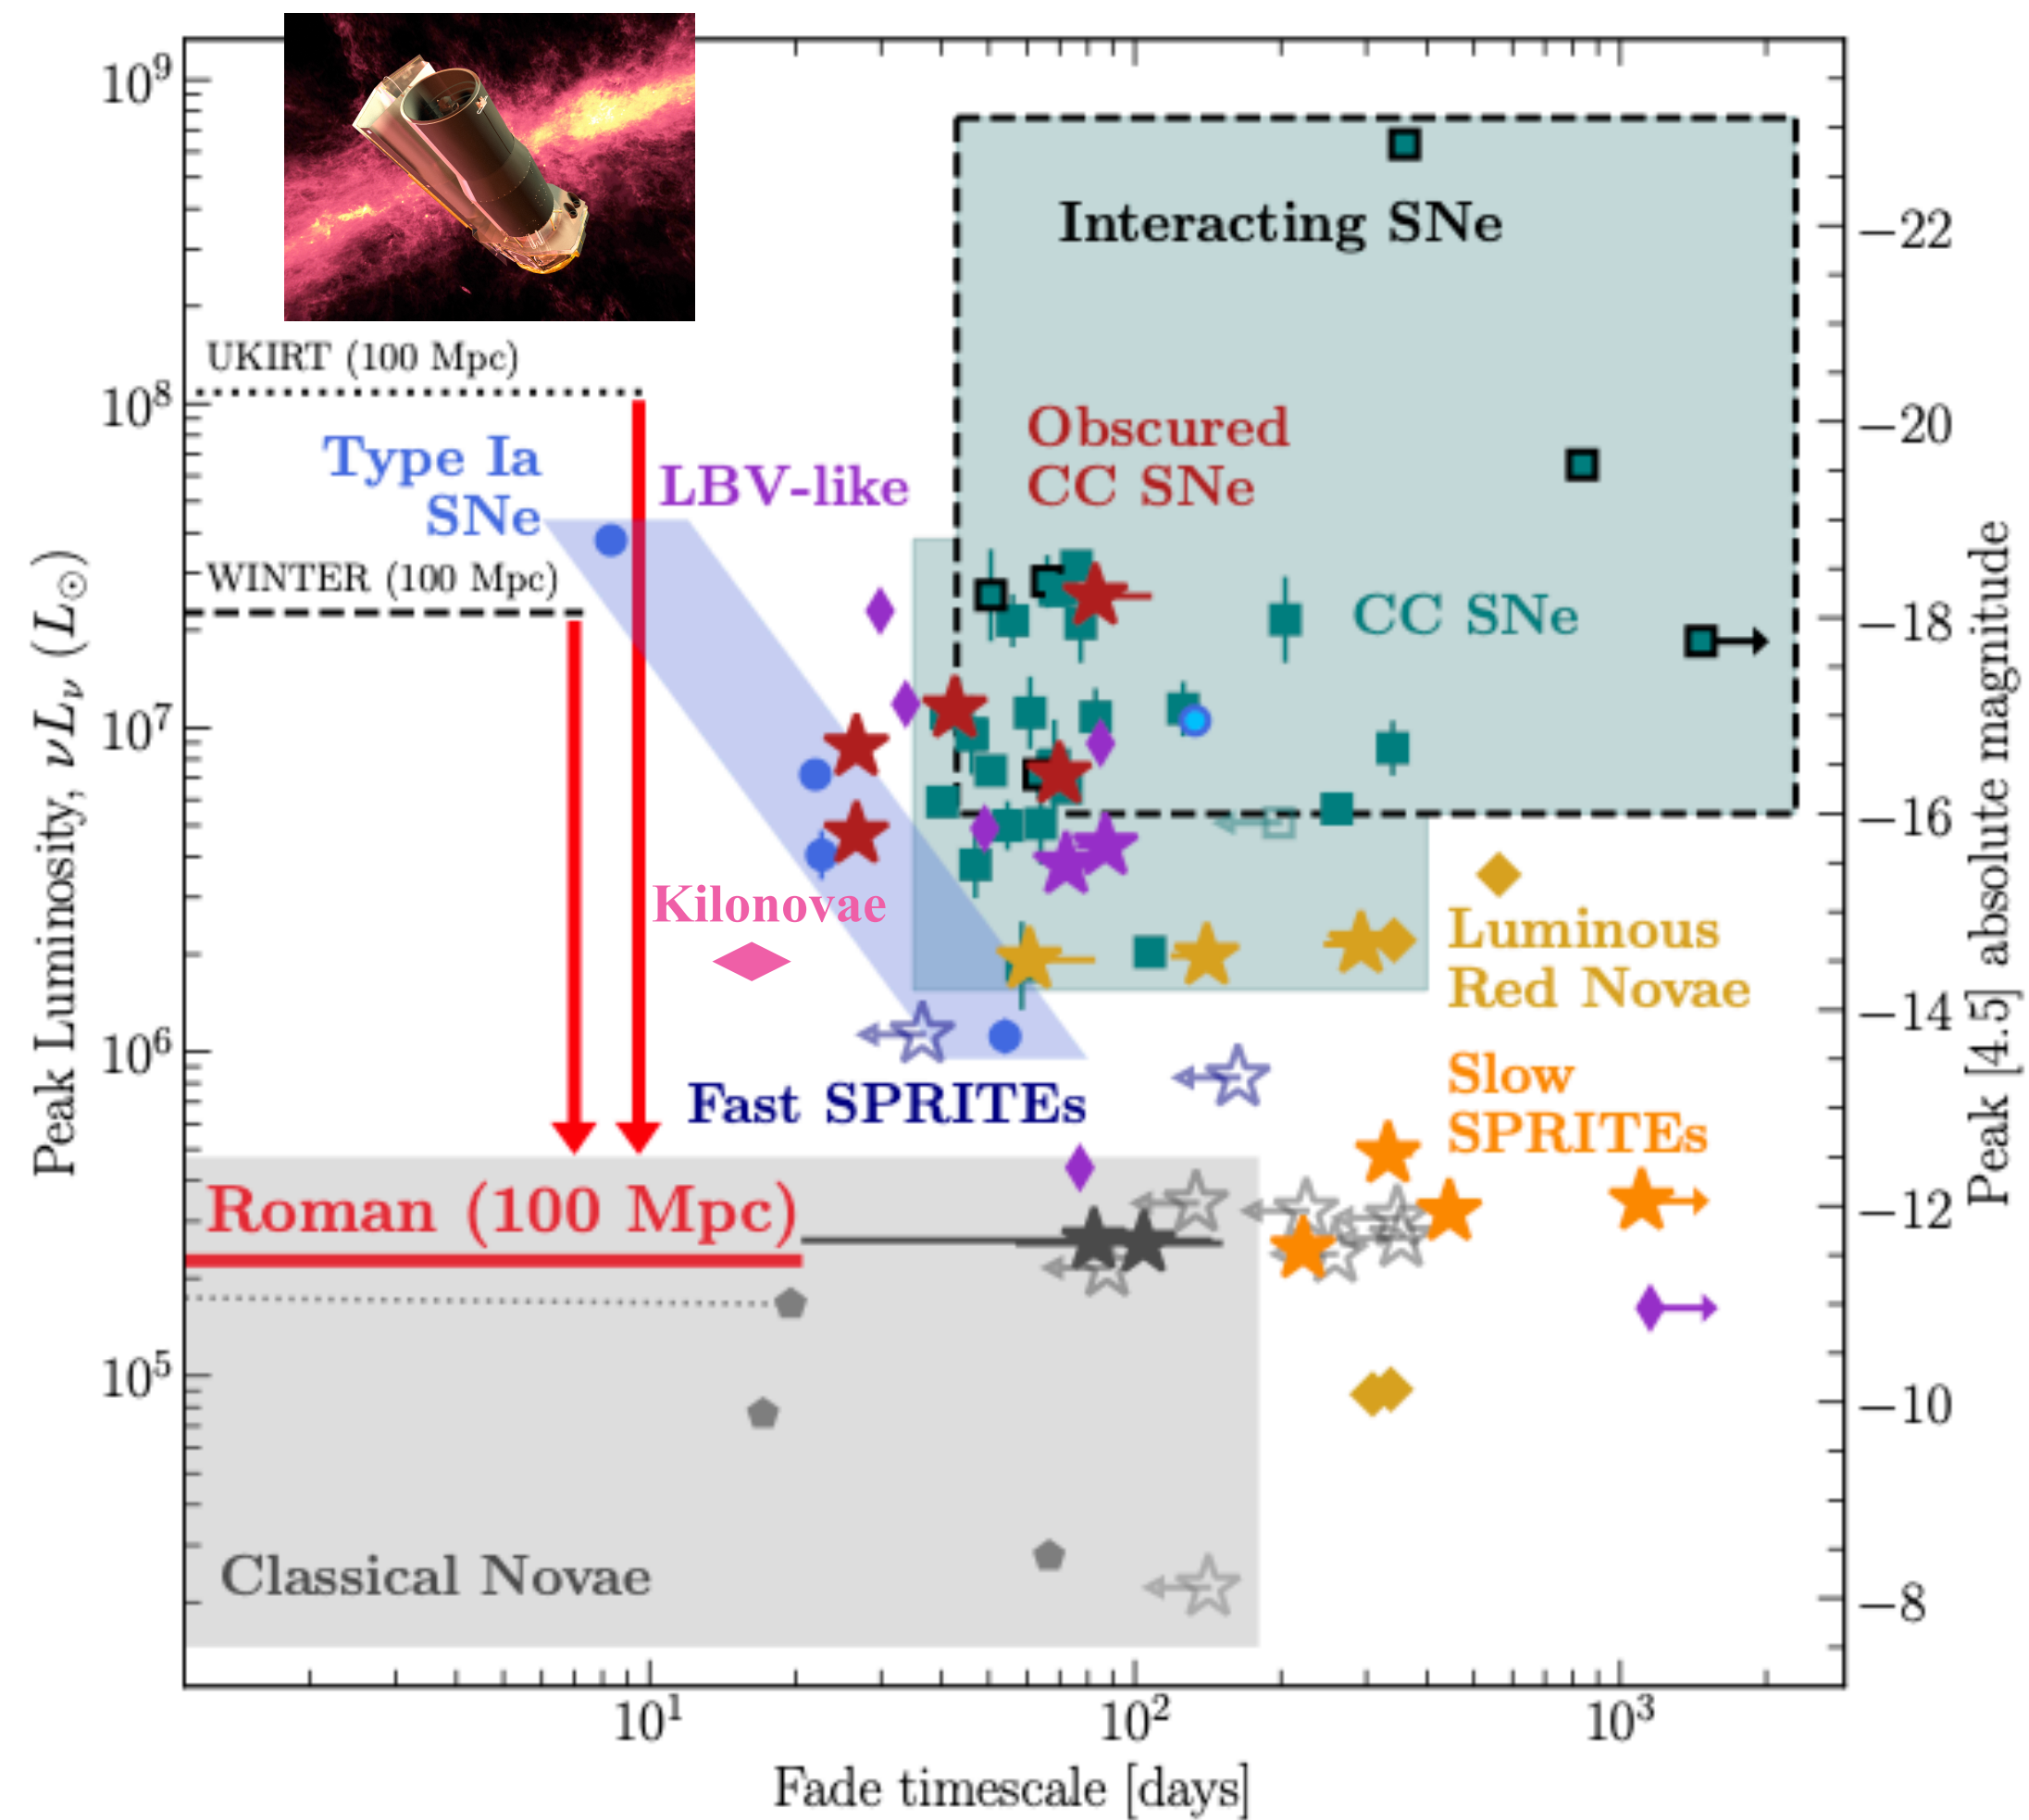 10⁹
10⁸
10⁷
10⁶
10⁵
Peak Luminosity, νLν (L☉)
UKIRT (100 Mpc)
Type Ia
SNe
WINTER (100 Mpc)
LBV-like
Interacting SNe
Obscured
CC SNe
CC SNe
Kilonovae
Luminous
Red Novae
Fast SPRITEs
Slow
SPRITEs
Roman (100 Mpc)
Classical Novae
−22
−20
−18
−16
−14
−12
−10
−8
Peak [4.5] absolute magnitude
10¹
10²
10³
Fade timescale [days]